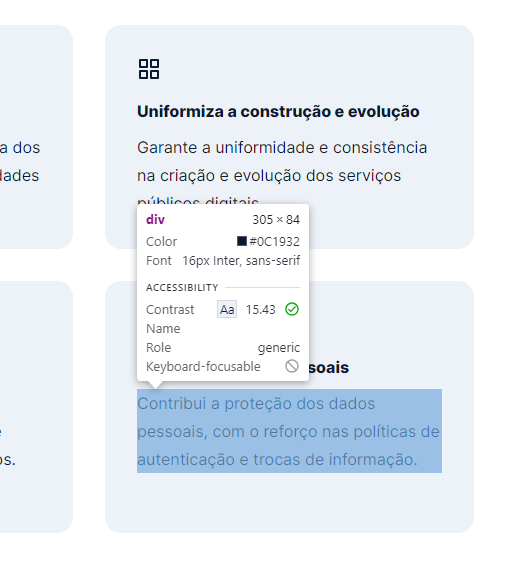 Uniformiza a construção e evolução
a dos
dades
Garante a uniformidade e consistência
na criação e evolução dos serviços
públicos digitais
div 305 × 84
Color #0C1932
Font 16px Inter, sans-serif
ACCESSIBILITY
Contrast Aa 15.43
Name
Role generic
Keyboard-focusable
soais
Contribui a proteção dos dados
pessoais, com o reforço nas políticas de
autenticação e trocas de informação.
os.